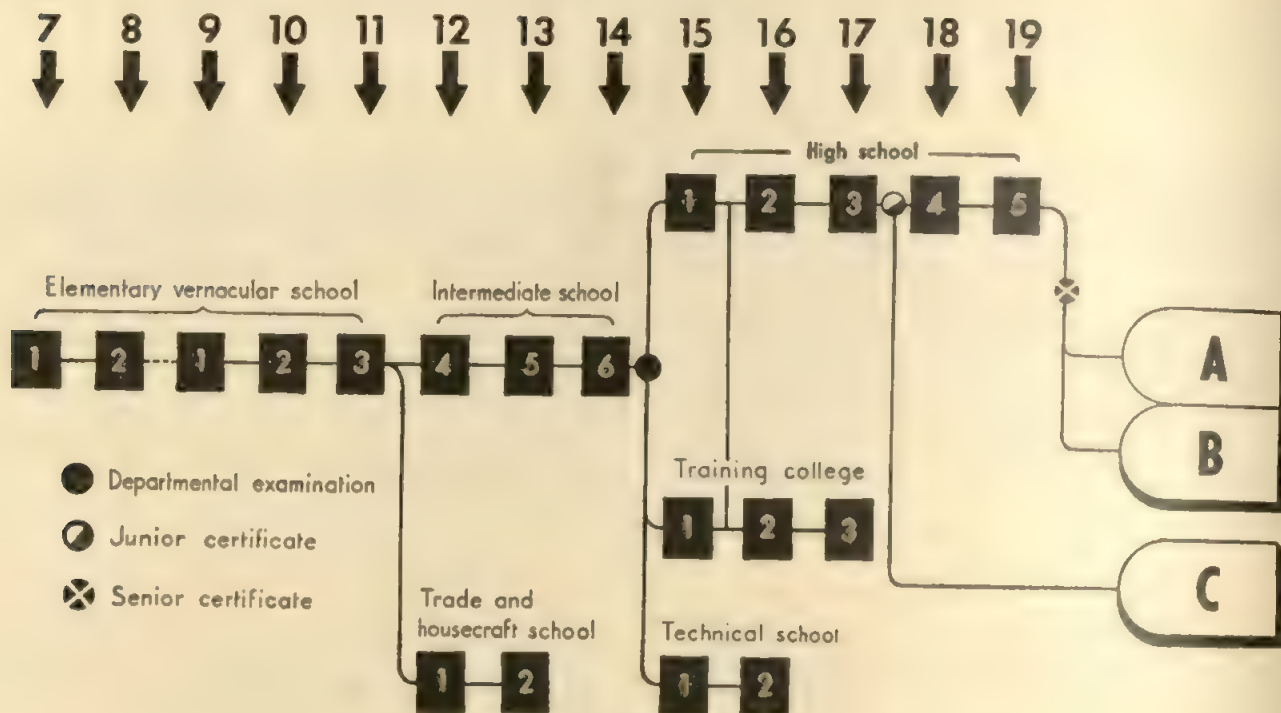 7 8 9 10 11 12 13 14 15 16 17 18 19
High school
1 2 3 4 5
Elementary vernacular school
Intermediate school
1 2 1 2 3 4 5 6
A
B
C
Departmental examination
Junior certificate
Senior certificate
Training college
1 2 3
Trade and
housecraft school
1 2
Technical school
1 2